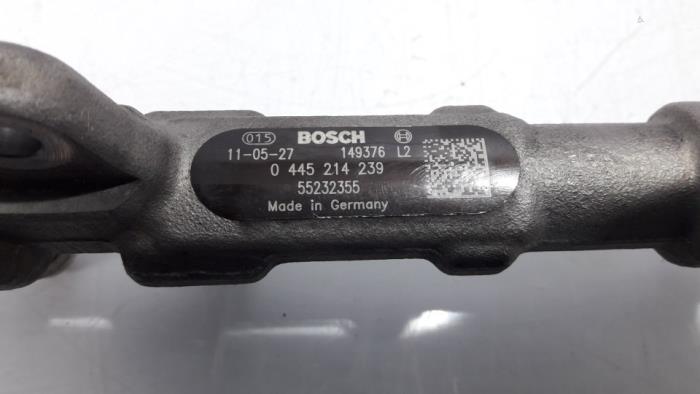 015 BOSCH
11-05-27 149376 L2
0 445 214 239
55232355
Made in Germany